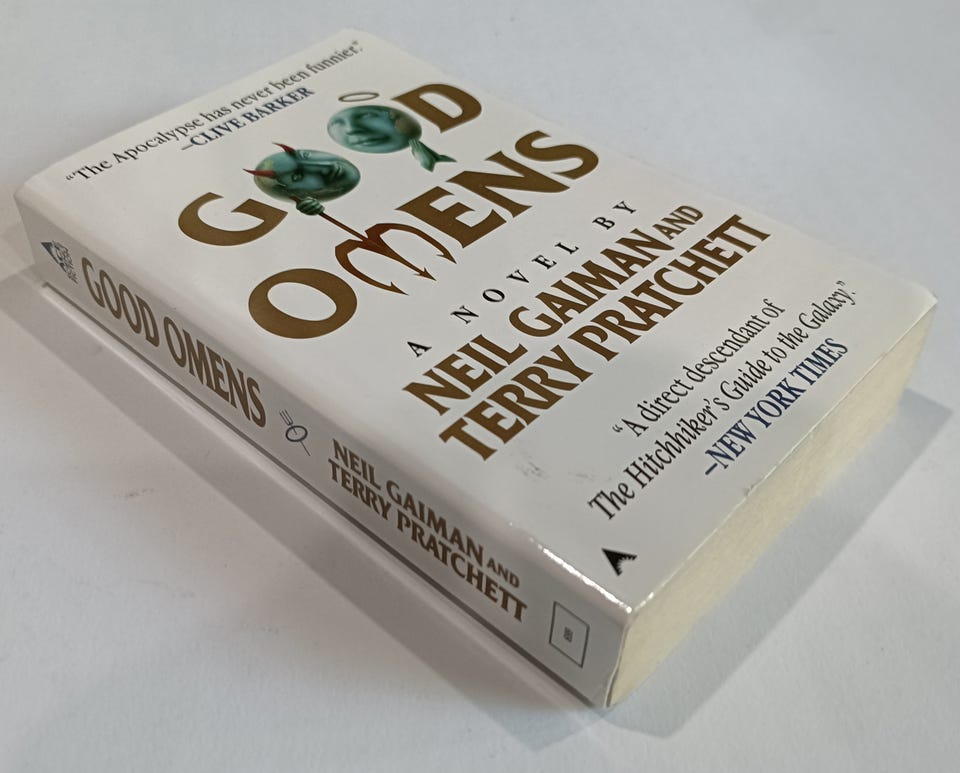 "The Apocalypse has never been funnier."
–CLIVE BARKER
GOOD
OMENS
A NOVEL BY
NEIL GAIMAN AND
TERRY PRATCHETT
"A direct descendant of
The Hitchhiker's Guide to the Galaxy."
–NEW YORK TIMES
GOOD OMENS
NEIL GAIMAN AND
TERRY PRATCHETT